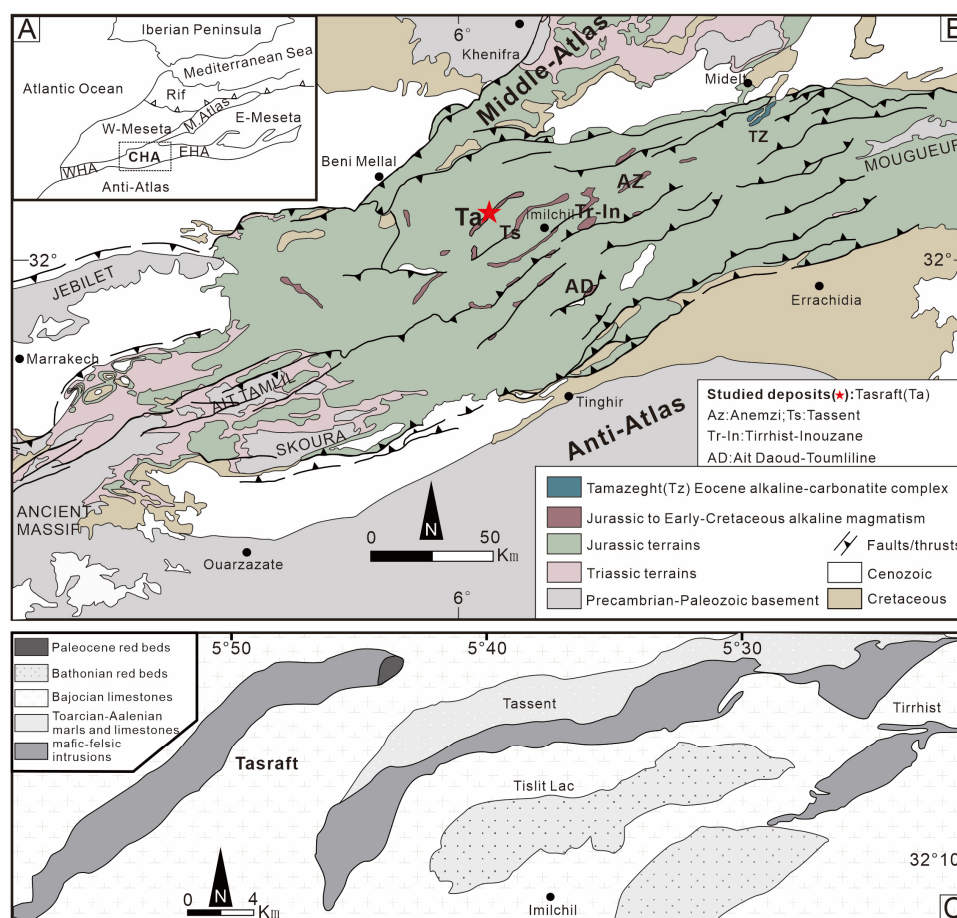 A
Iberian Peninsula
Mediterranean Sea
Atlantic Ocean
Rif
M.Atlas
W-Meseta
E-Meseta
CHA
EHA
WHA
Anti-Atlas
6°
Khenifra
Middle-Atlas
Midelt
TZ
MOUGUEUR
Beni Mellal
AZ
Ta
Ts
Imilchil
Tr-In
32°
32°
JEBILET
AD
Errachidia
Marrakech
AIT TAMLIL
SKOURA
Tinghir
Anti-Atlas
ANCIENT
MASSIF
Ouarzazate
N
0 50
Km
6°
Studied deposits(★):Tasraft(Ta)
Az:Anemzi;Ts:Tassent
Tr-In:Tirrhist-Inouzane
AD:Ait Daoud-Toumliline
Tamazeght(Tz) Eocene alkaline-carbonatite complex
Jurassic to Early-Cretaceous alkaline magmatism
Jurassic terrains
Faults/thrusts
Triassic terrains
Cenozoic
Precambrian-Paleozoic basement
Cretaceous
Paleocene red beds
Bathonian red beds
Bajocian limestones
Toarcian-Aalenian
marls and limestones
mafic-felsic
intrusions
5°50
5°40
5°30
Tassent
Tirrhist
Tasraft
Tislit Lac
32°10
N
0 4
Km
Imilchil
C